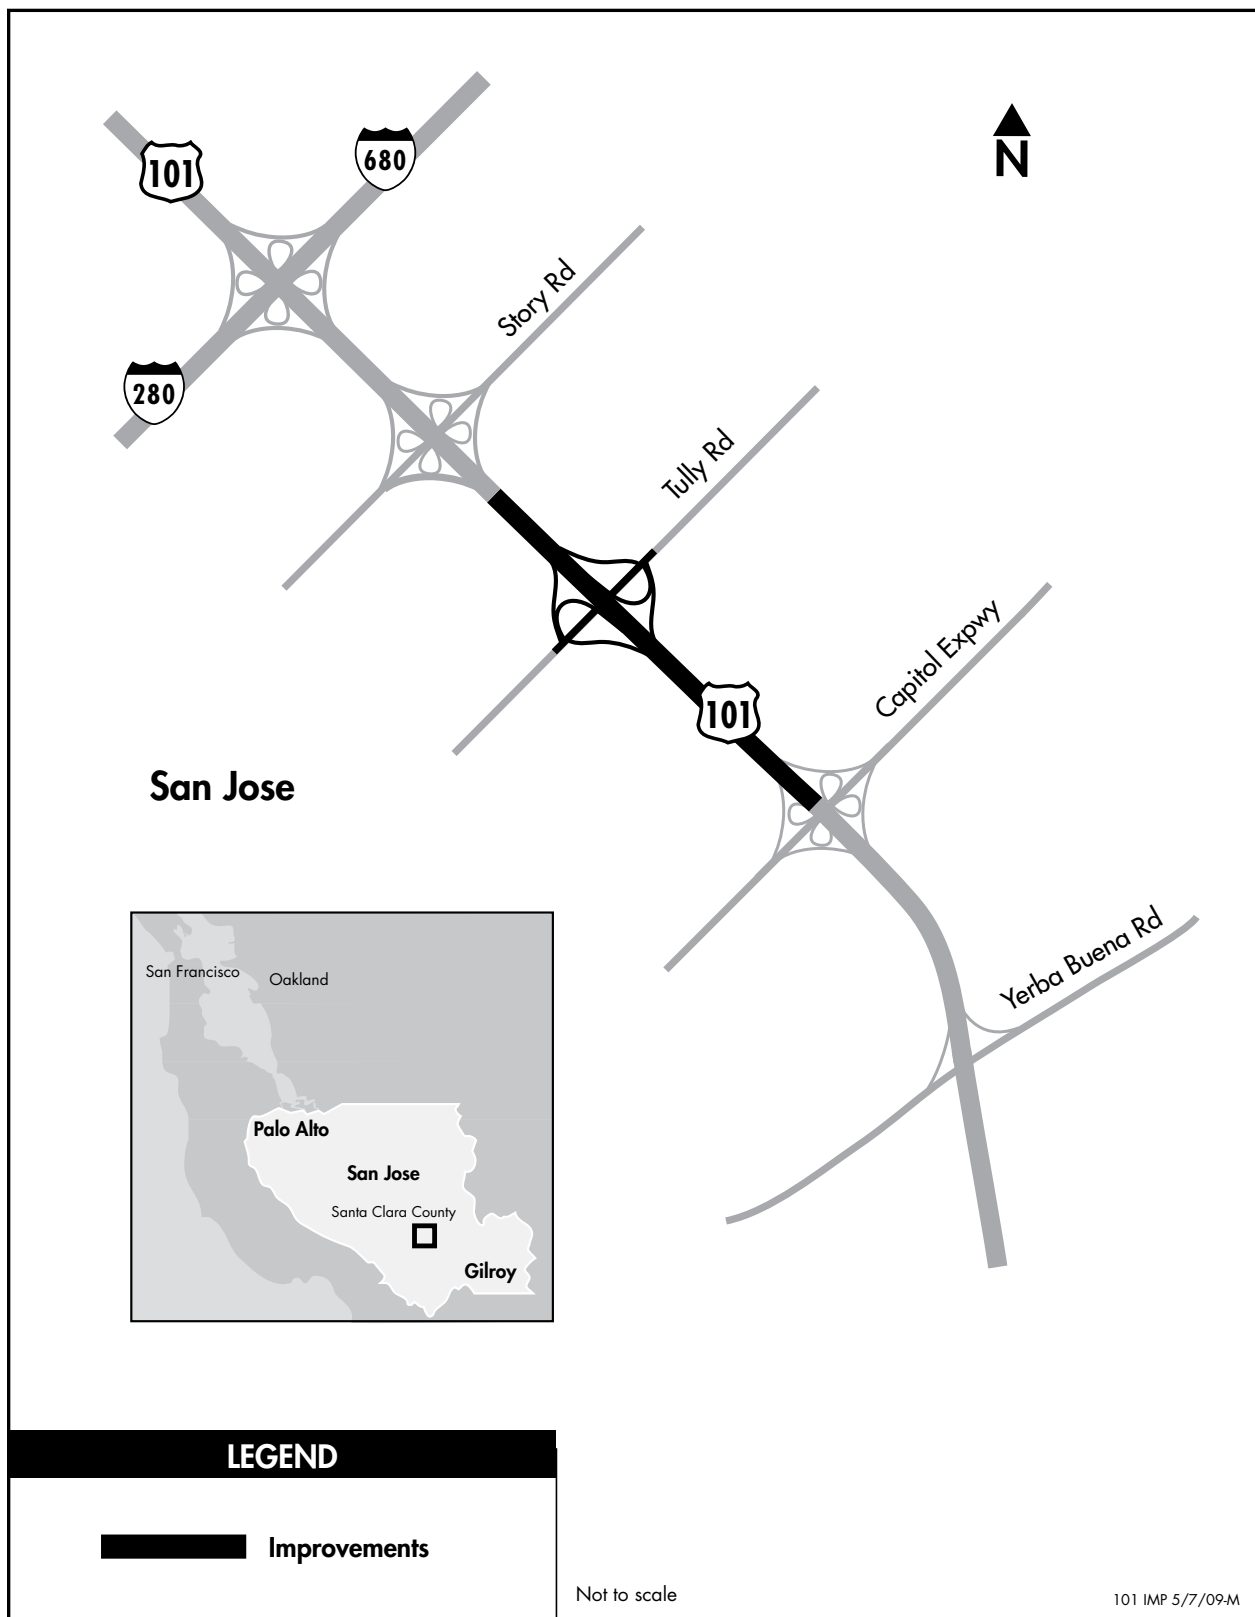 N
680
101
Story Rd
280
Tully Rd
Capitol Expwy
101
San Jose
Yerba Buena Rd
San Francisco
Oakland
Palo Alto
San Jose
Santa Clara County
Gilroy
LEGEND
Improvements
Not to scale
101 IMP 5/7/09-M